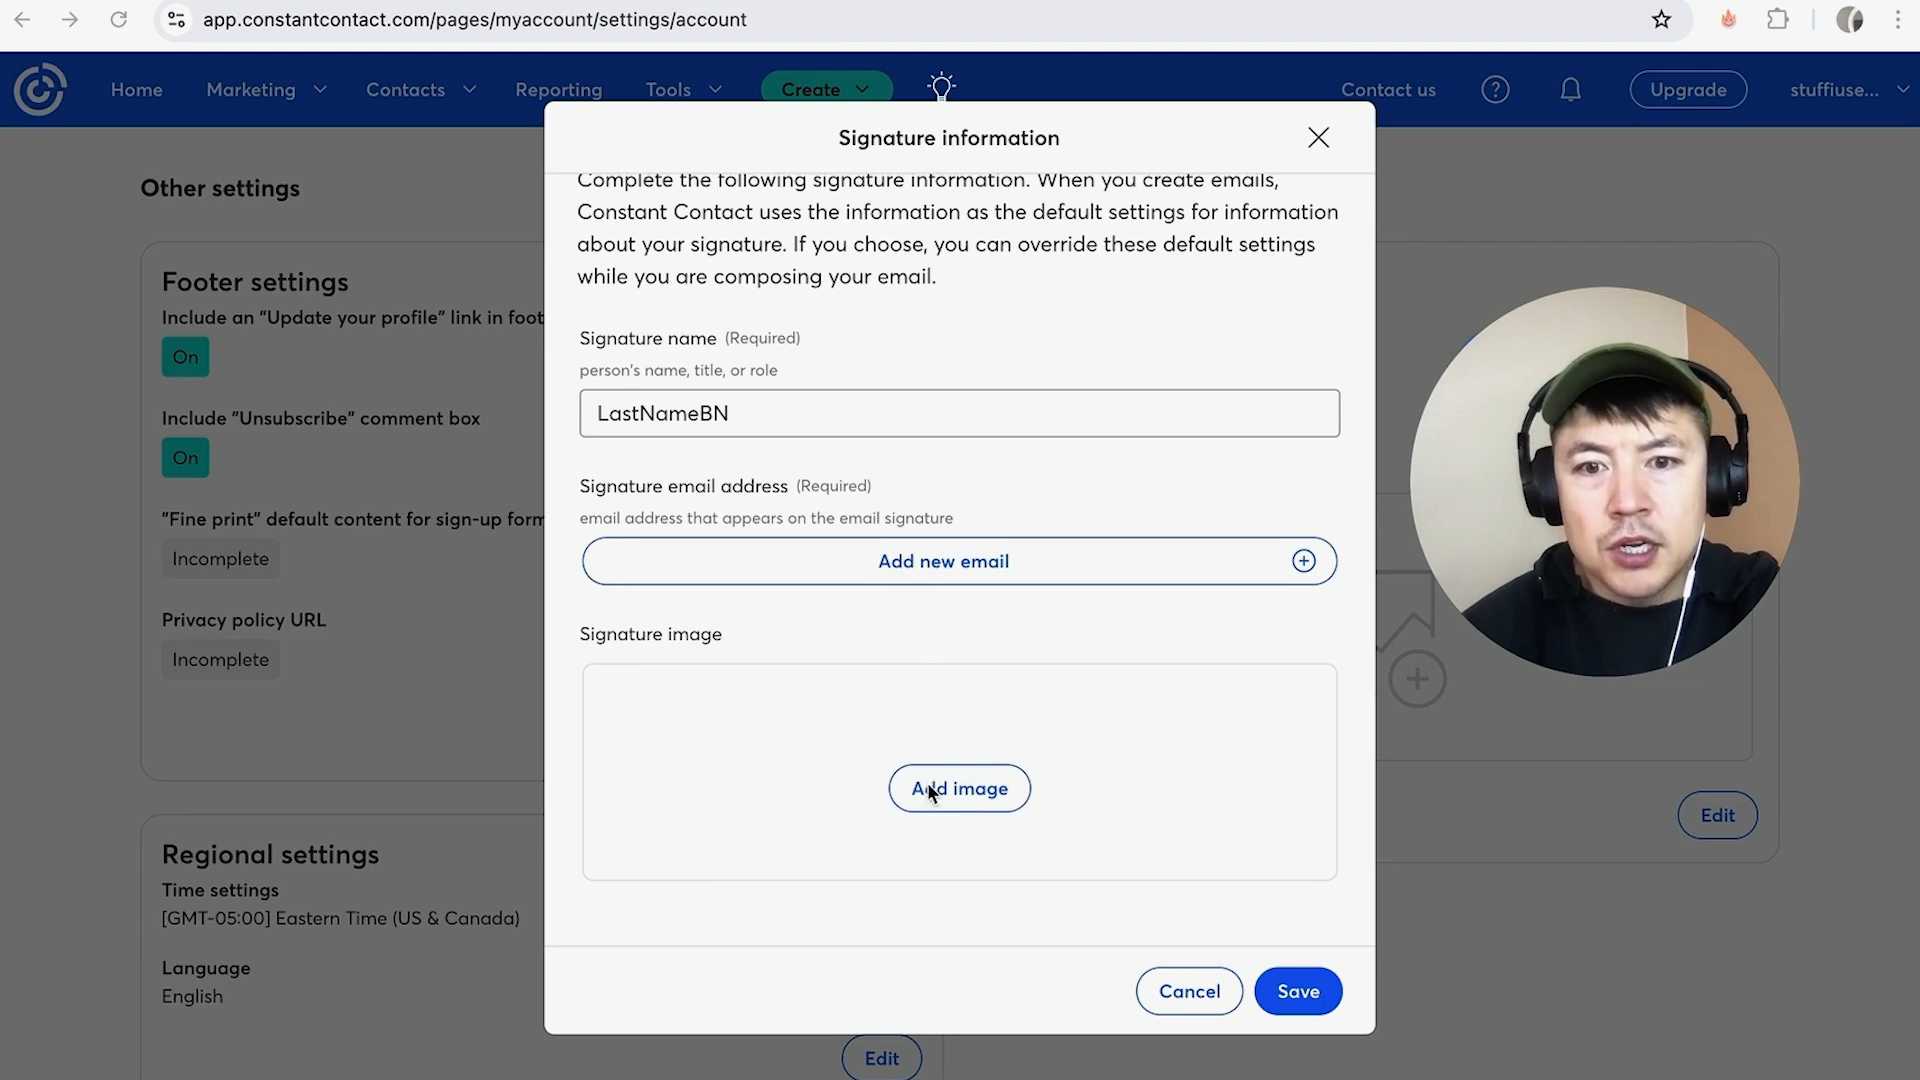 app.constantcontact.com/pages/myaccount/settings/account
Home
Marketing
Contacts
Reporting
Tools
Create
Contact us
?
Upgrade
stuffiuse...
Other settings
Footer settings
Include an "Update your profile" link in foot
On
Include "Unsubscribe" comment box
On
"Fine print" default content for sign-up form
Incomplete
Privacy policy URL
Incomplete
Regional settings
Time settings
[GMT-05:00] Eastern Time (US & Canada)
Language
English
Edit
Signature information
Complete the following signature information. When you create emails,
Constant Contact uses the information as the default settings for information
about your signature. If you choose, you can override these default settings
while you are composing your email.
Signature name (Required)
person's name, title, or role
LastNameBN
Signature email address (Required)
email address that appears on the email signature
Add new email
Signature image
Add image
Cancel
Save
Edit